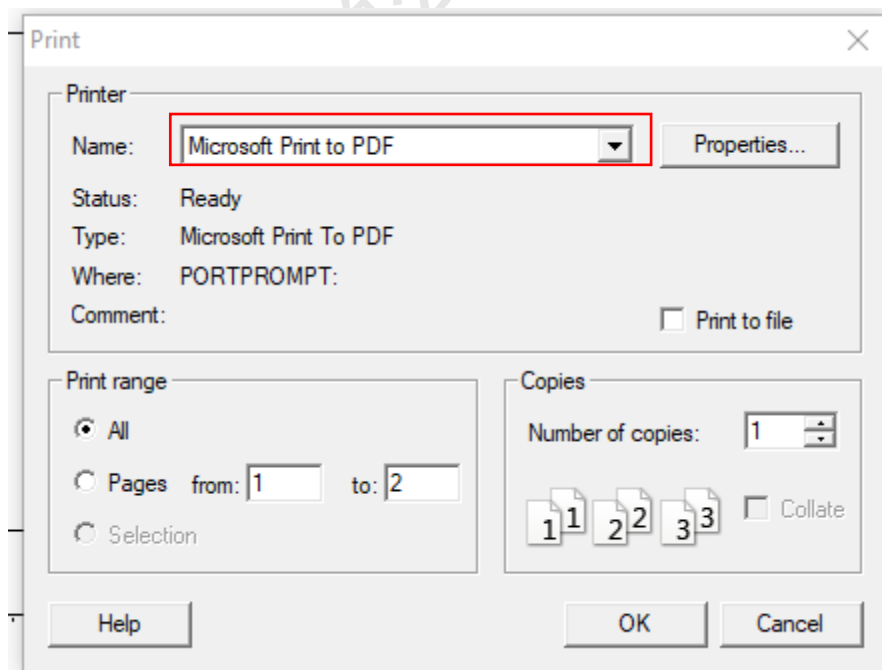 Print
Printer
Name: Microsoft Print to PDF Properties...
Status: Ready
Type: Microsoft Print To PDF
Where: PORTPROMPT:
Comment: Print to file
Print range
All
Pages from: 1 to: 2
Selection
Copies
Number of copies: 1
1 1 2 2 3 3 Collate
Help OK Cancel